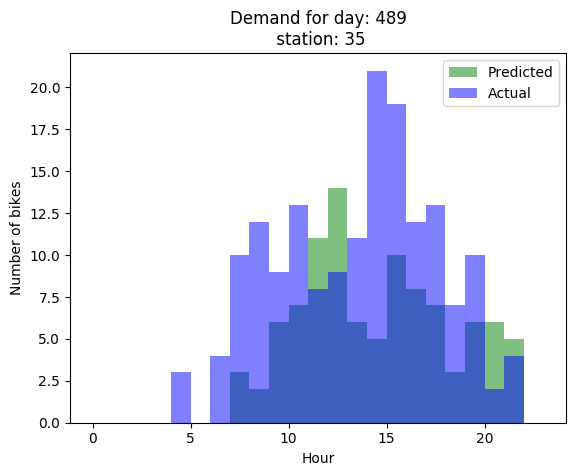 Demand for day: 489
station: 35
Predicted
Actual
Number of bikes
20.0
17.5
15.0
12.5
10.0
7.5
5.0
2.5
0.0
0 5 10 15 20
Hour